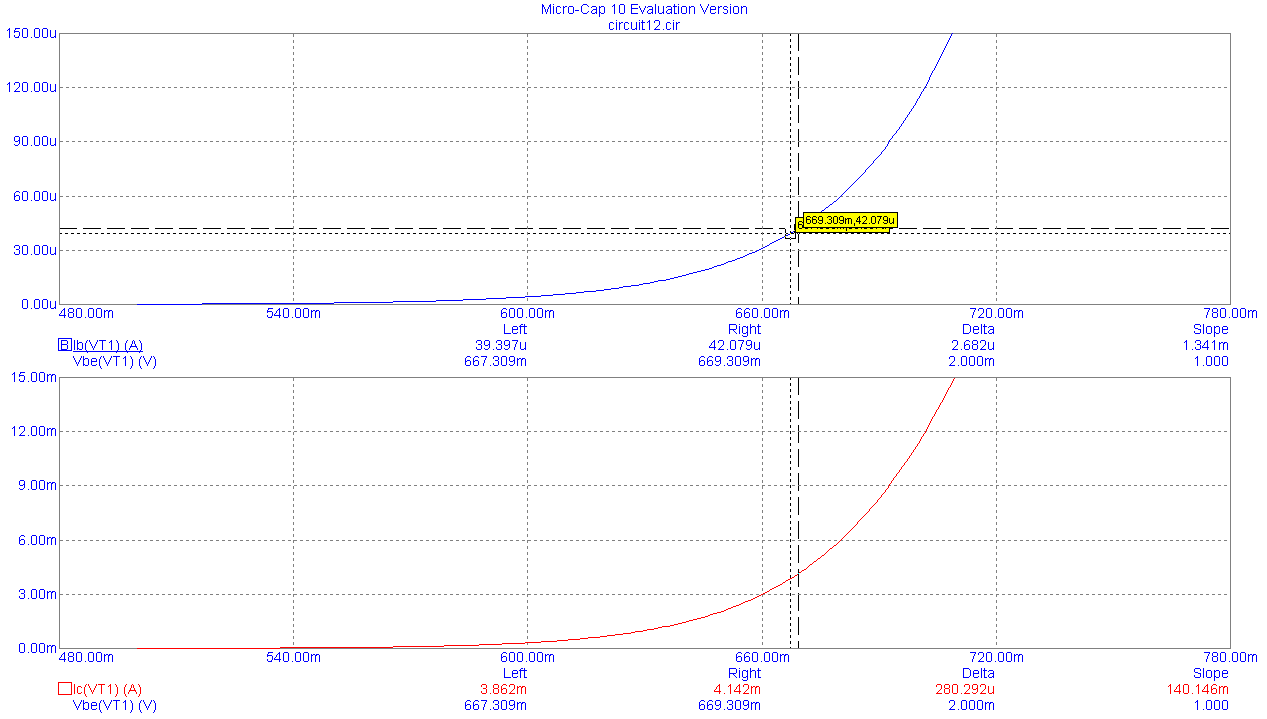 Micro-Cap 10 Evaluation Version
circuit12.cir
150.00u
120.00u
90.00u
60.00u
30.00u
0.00u
669.309m,42.079u
480.00m 540.00m 600.00m 660.00m 720.00m 780.00m
Left Right Delta Slope
B Ib(VT1) (A) 39.397u 42.079u 2.682u 1.341m
Vbe(VT1) (V) 667.309m 669.309m 2.000m 1.000
15.00m
12.00m
9.00m
6.00m
3.00m
0.00m
480.00m 540.00m 600.00m 660.00m 720.00m 780.00m
Left Right Delta Slope
Ic(VT1) (A) 3.862m 4.142m 280.292u 140.146m
Vbe(VT1) (V) 667.309m 669.309m 2.000m 1.000